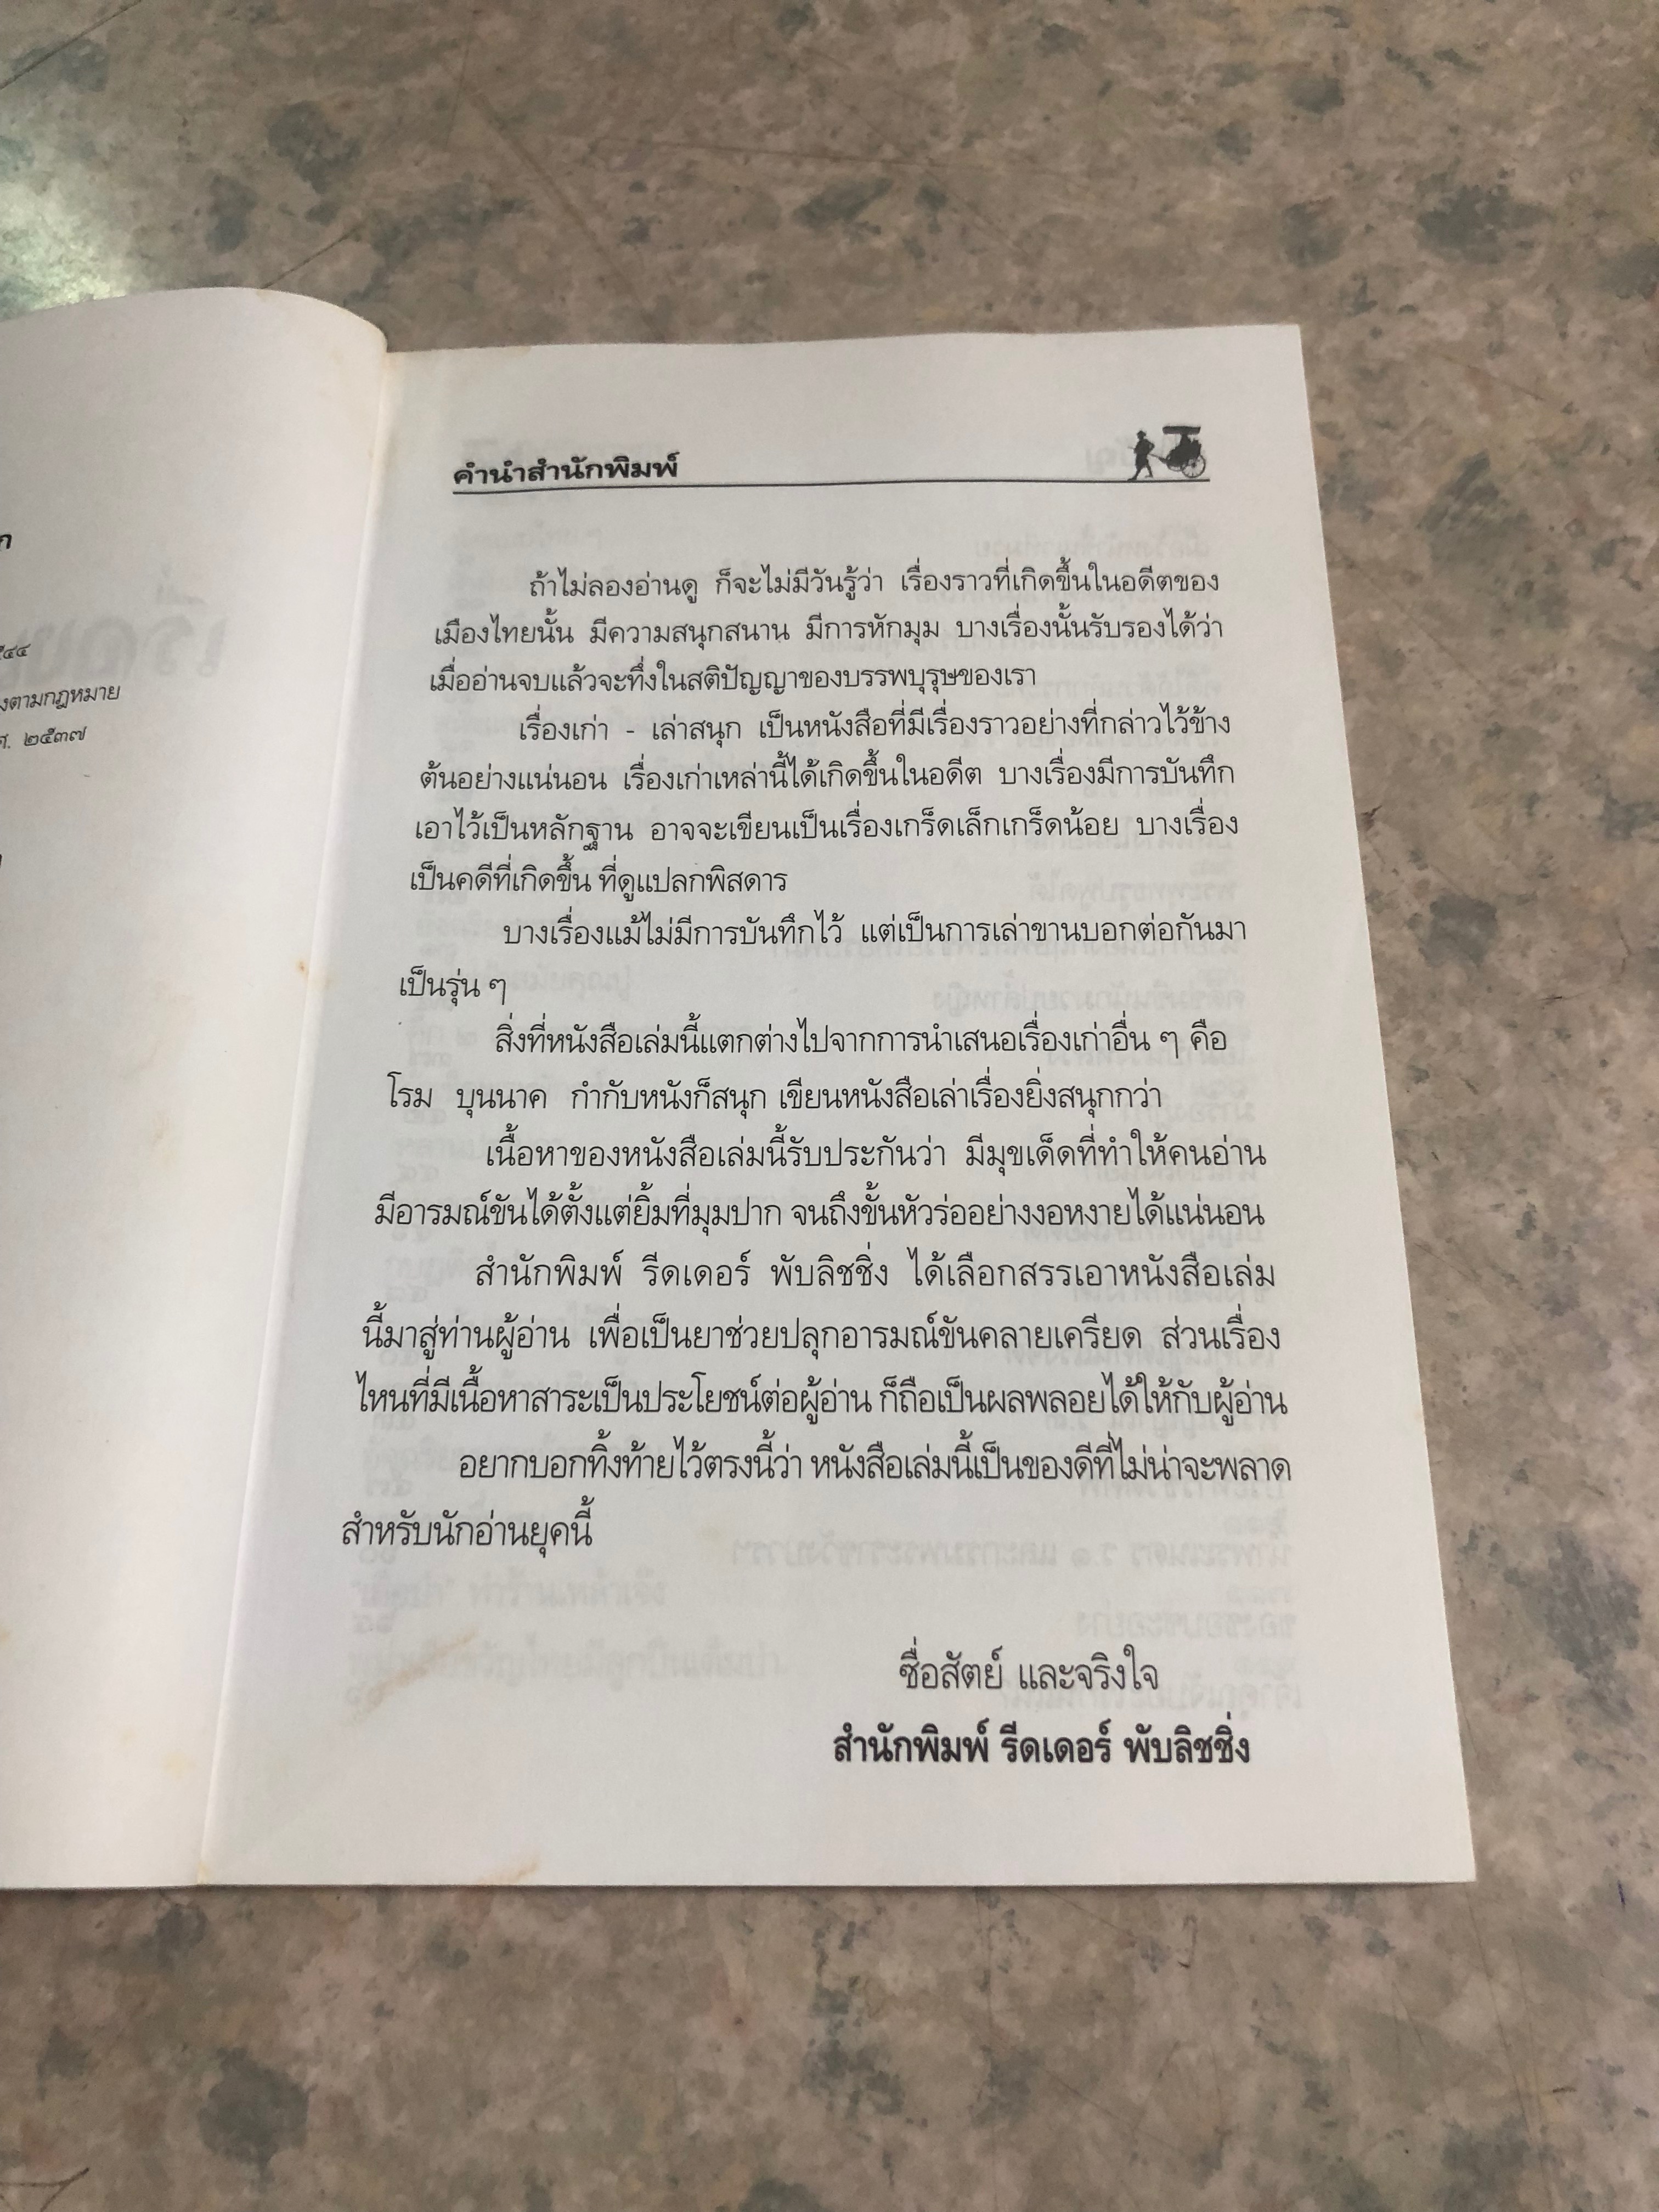 ก
๕๔๔
งตามกฎหมาย
ศ. ๒๕๓๗
คำนำสำนักพิมพ์
ถ้าไม่ลองอ่านดู ก็จะไม่มีวันรู้ว่า เรื่องราวที่เกิดขึ้นในอดีตของ
เมืองไทยนั้น มีความสนุกสนาน มีการหักมุม บางเรื่องนั้นรับรองได้ว่า
เมื่ออ่านจบแล้วจะทึ่งในสติปัญญาของบรรพบุรุษของเรา
เรื่องเก่า - เล่าสนุก เป็นหนังสือที่มีเรื่องราวอย่างที่กล่าวไว้ข้าง
ต้นอย่างแน่นอน เรื่องเก่าเหล่านี้ได้เกิดขึ้นในอดีต บางเรื่องมีการบันทึก
เอาไว้เป็นหลักฐาน อาจจะเขียนเป็นเรื่องเกร็ดเล็กเกร็ดน้อย บางเรื่อง
เป็นคดีที่เกิดขึ้น ที่ดูแปลกพิสดาร
บางเรื่องแม้ไม่มีการบันทึกไว้ แต่เป็นการเล่าขานบอกต่อกันมา
เป็นรุ่น ๆ
สิ่งที่หนังสือเล่มนี้แตกต่างไปจากการนำเสนอเรื่องเก่าอื่น ๆ คือ
โรม บุนนาค กำกับหนังก็สนุก เขียนหนังสือเล่าเรื่องยิ่งสนุกกว่า
เนื้อหาของหนังสือเล่มนี้รับประกันว่า มีมุขเด็ดที่ทำให้คนอ่าน
มีอารมณ์ขันได้ตั้งแต่ยิ้มที่มุมปาก จนถึงขั้นหัวร่ออย่างงอหงายได้แน่นอน
สำนักพิมพ์ รีดเดอร์ พับลิชชิ่ง ได้เลือกสรรเอาหนังสือเล่ม
นี้มาสู่ท่านผู้อ่าน เพื่อเป็นยาช่วยปลุกอารมณ์ขันคลายเครียด ส่วนเรื่อง
ไหนที่มีเนื้อหาสาระเป็นประโยชน์ต่อผู้อ่าน ก็ถือเป็นผลพลอยได้ให้กับผู้อ่าน
อยากบอกทิ้งท้ายไว้ตรงนี้ว่า หนังสือเล่มนี้เป็นของดีที่ไม่น่าจะพลาด
สำหรับนักอ่านยุคนี้
ซื่อสัตย์ และจริงใจ
สำนักพิมพ์ รีดเดอร์ พับลิชชิ่ง